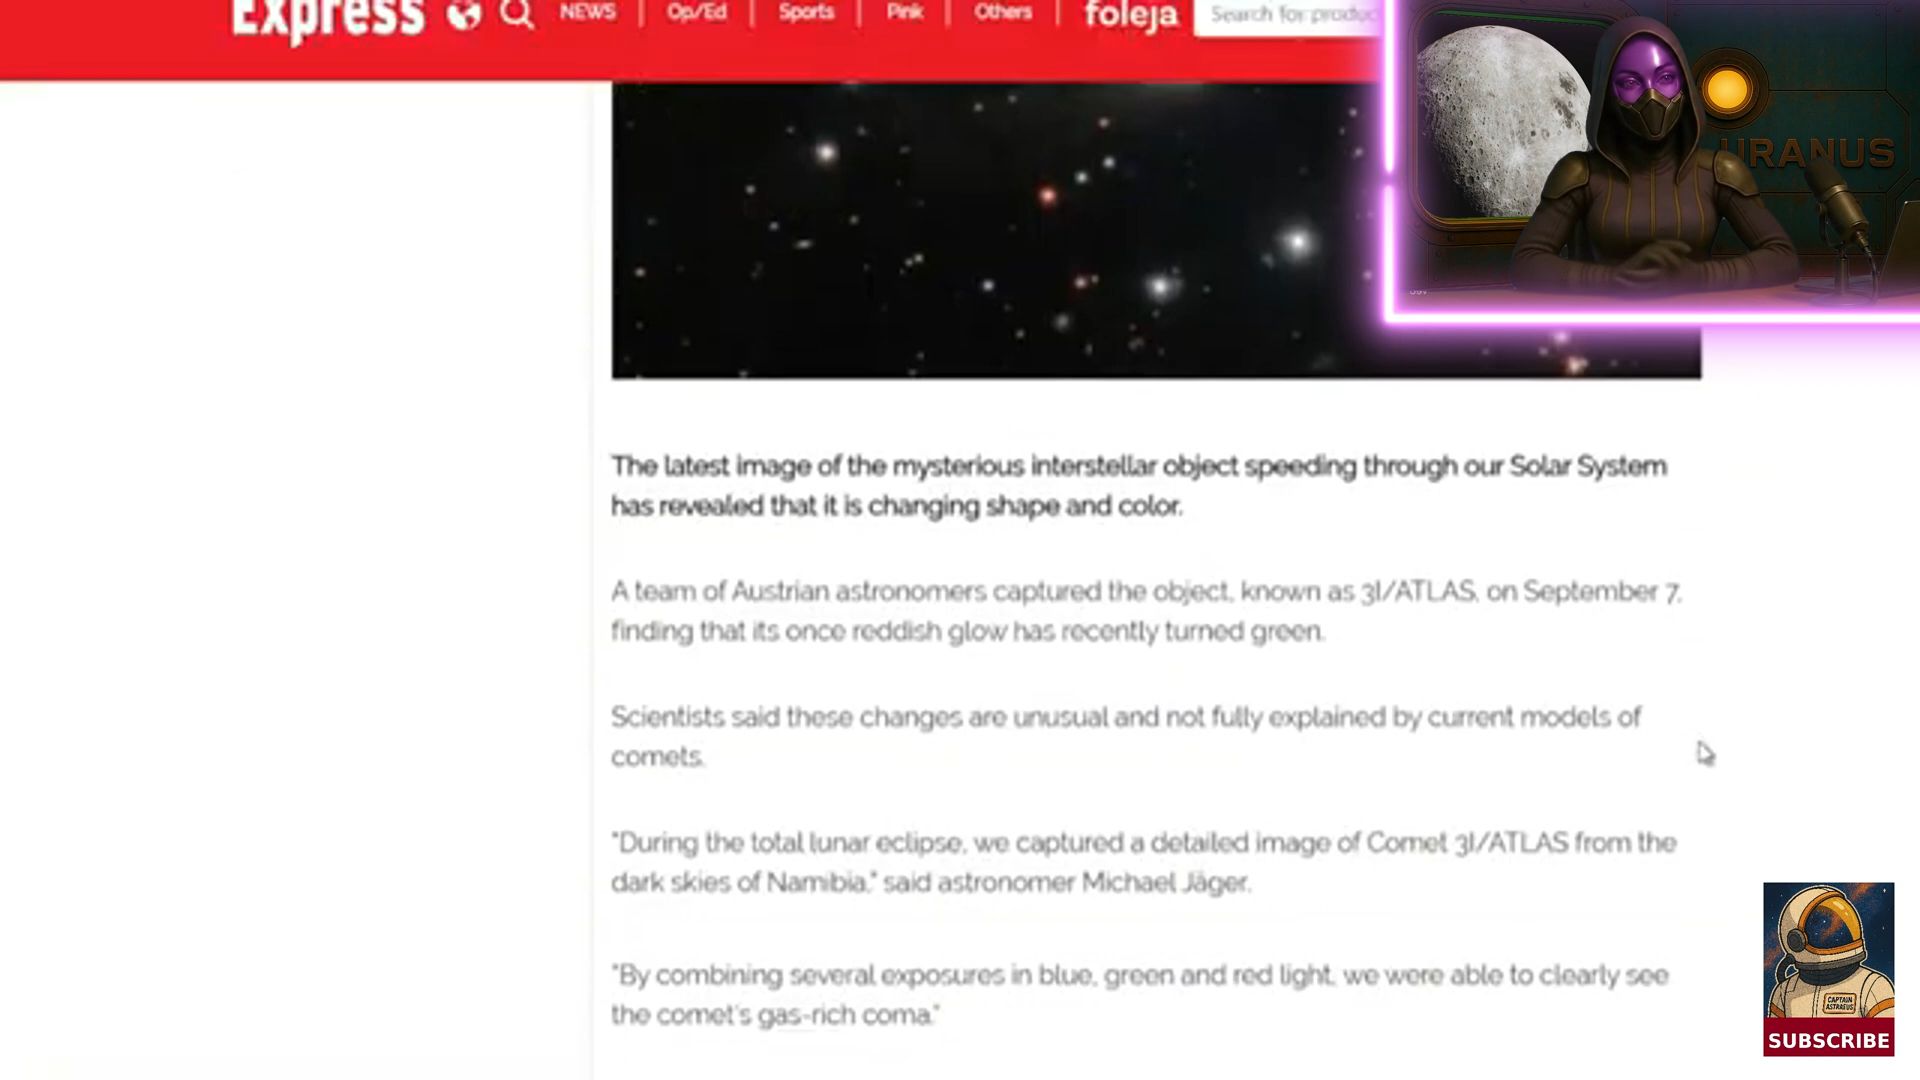 Express NEWS Op/Ed Sports Pink Others foleja Search for produc
URANUS
The latest image of the mysterious interstellar object speeding through our Solar System
has revealed that it is changing shape and color.
A team of Austrian astronomers captured the object, known as 3I/ATLAS, on September 7,
finding that its once reddish glow has recently turned green.
Scientists said these changes are unusual and not fully explained by current models of
comets.
"During the total lunar eclipse, we captured a detailed image of Comet 3I/ATLAS from the
dark skies of Namibia," said astronomer Michael Jäger.
"By combining several exposures in blue, green and red light, we were able to clearly see
the comet's gas-rich coma."
CAPTAIN
ASTRAEUS
SUBSCRIBE